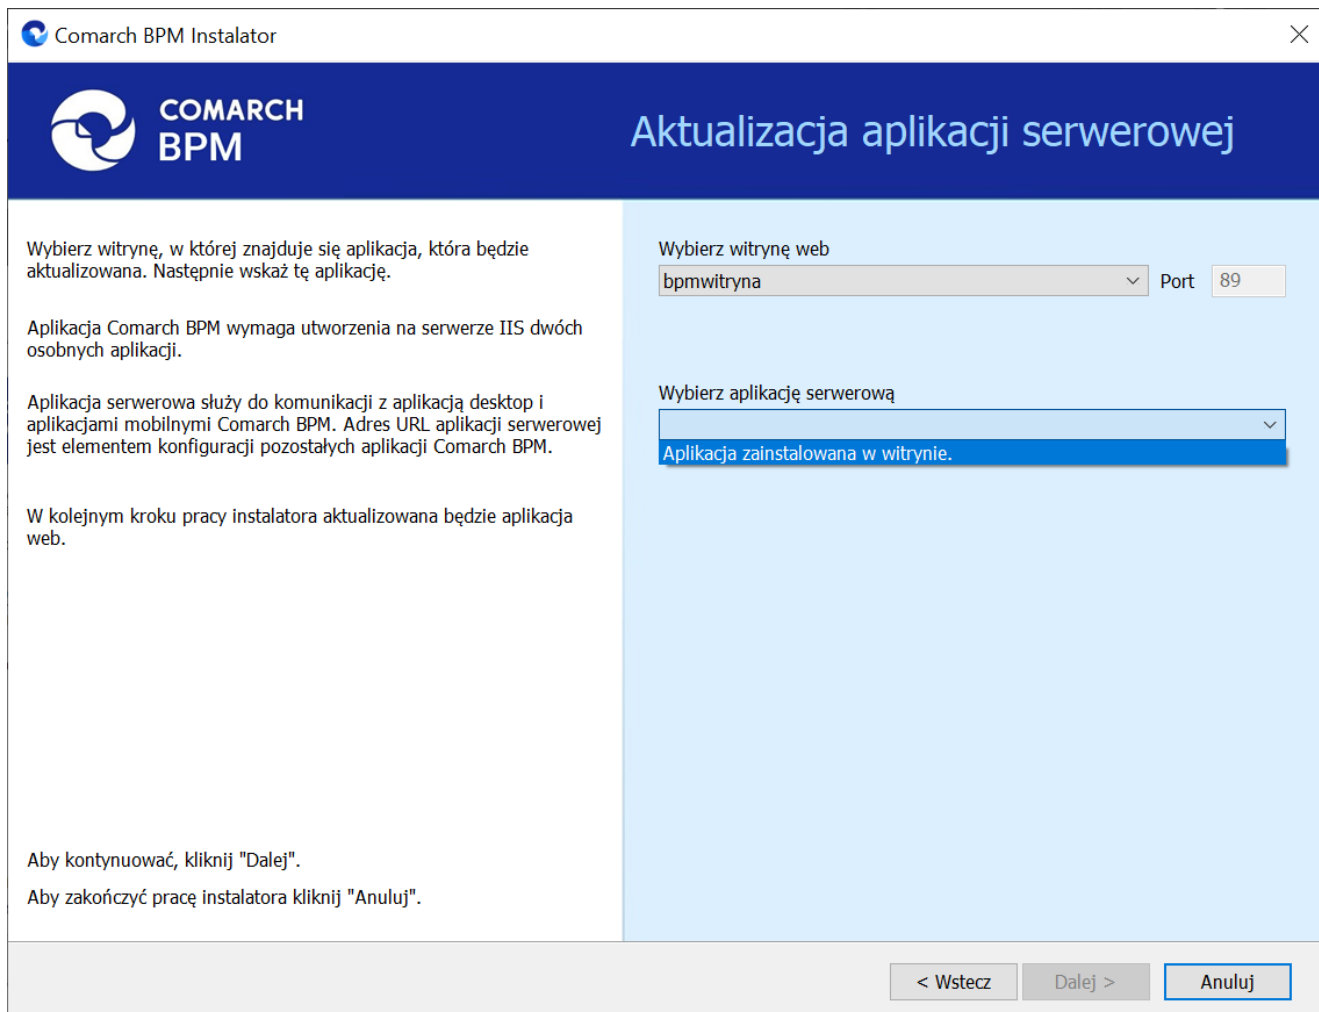 Comarch BPM Instalator
COMARCH
BPM
Aktualizacja aplikacji serwerowej
Wybierz witrynę, w której znajduje się aplikacja, która będzie
aktualizowana. Następnie wskaż tę aplikację.
Aplikacja Comarch BPM wymaga utworzenia na serwerze IIS dwóch
osobnych aplikacji.
Aplikacja serwerowa służy do komunikacji z aplikacją desktop i
aplikacjami mobilnymi Comarch BPM. Adres URL aplikacji serwerowej
jest elementem konfiguracji pozostałych aplikacji Comarch BPM.
W kolejnym kroku pracy instalatora aktualizowana będzie aplikacja
web.
Aby kontynuować, kliknij "Dalej".
Aby zakończyć pracę instalatora kliknij "Anuluj".
Wybierz witrynę web
bpmwitryna Port 89
Wybierz aplikację serwerową
Aplikacja zainstalowana w witrynie.
< Wstecz Dalej > Anuluj